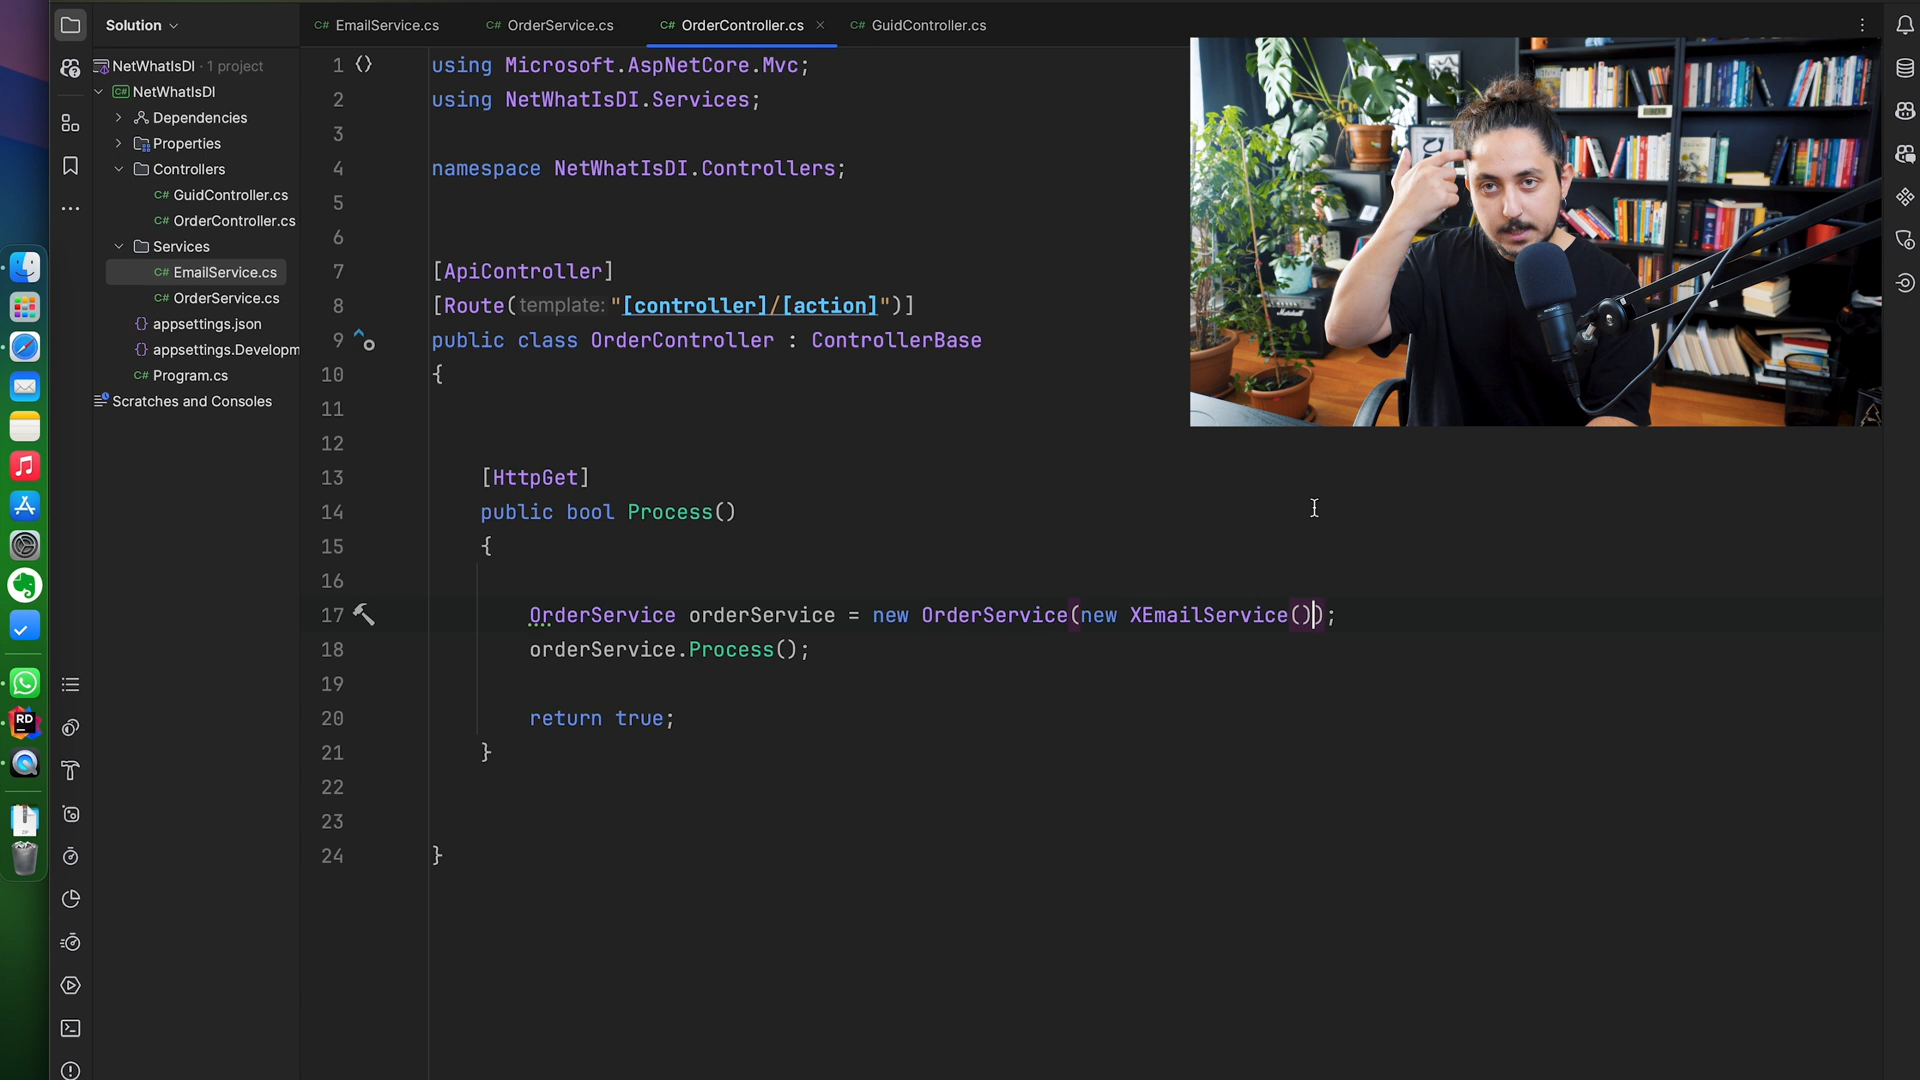 Solution
EmailService.cs
OrderService.cs
OrderController.cs
GuidController.cs
NetWhatIsDI · 1 project
NetWhatIsDI
Dependencies
Properties
Controllers
C# GuidController.cs
C# OrderController.cs
Services
C# EmailService.cs
C# OrderService.cs
{} appsettings.json
{} appsettings.Developm
C# Program.cs
Scratches and Consoles
1 using Microsoft.AspNetCore.Mvc;
2 using NetWhatIsDI.Services;
3
4 namespace NetWhatIsDI.Controllers;
5
6
7 [ApiController]
8 [Route(template: "[controller]/[action]")]
9 public class OrderController : ControllerBase
10 {
11
12
13 [HttpGet]
14 public bool Process()
15 {
16
17 OrderService orderService = new OrderService(new XEmailService());
18 orderService.Process();
19
20 return true;
21 }
22
23
24 }
RD